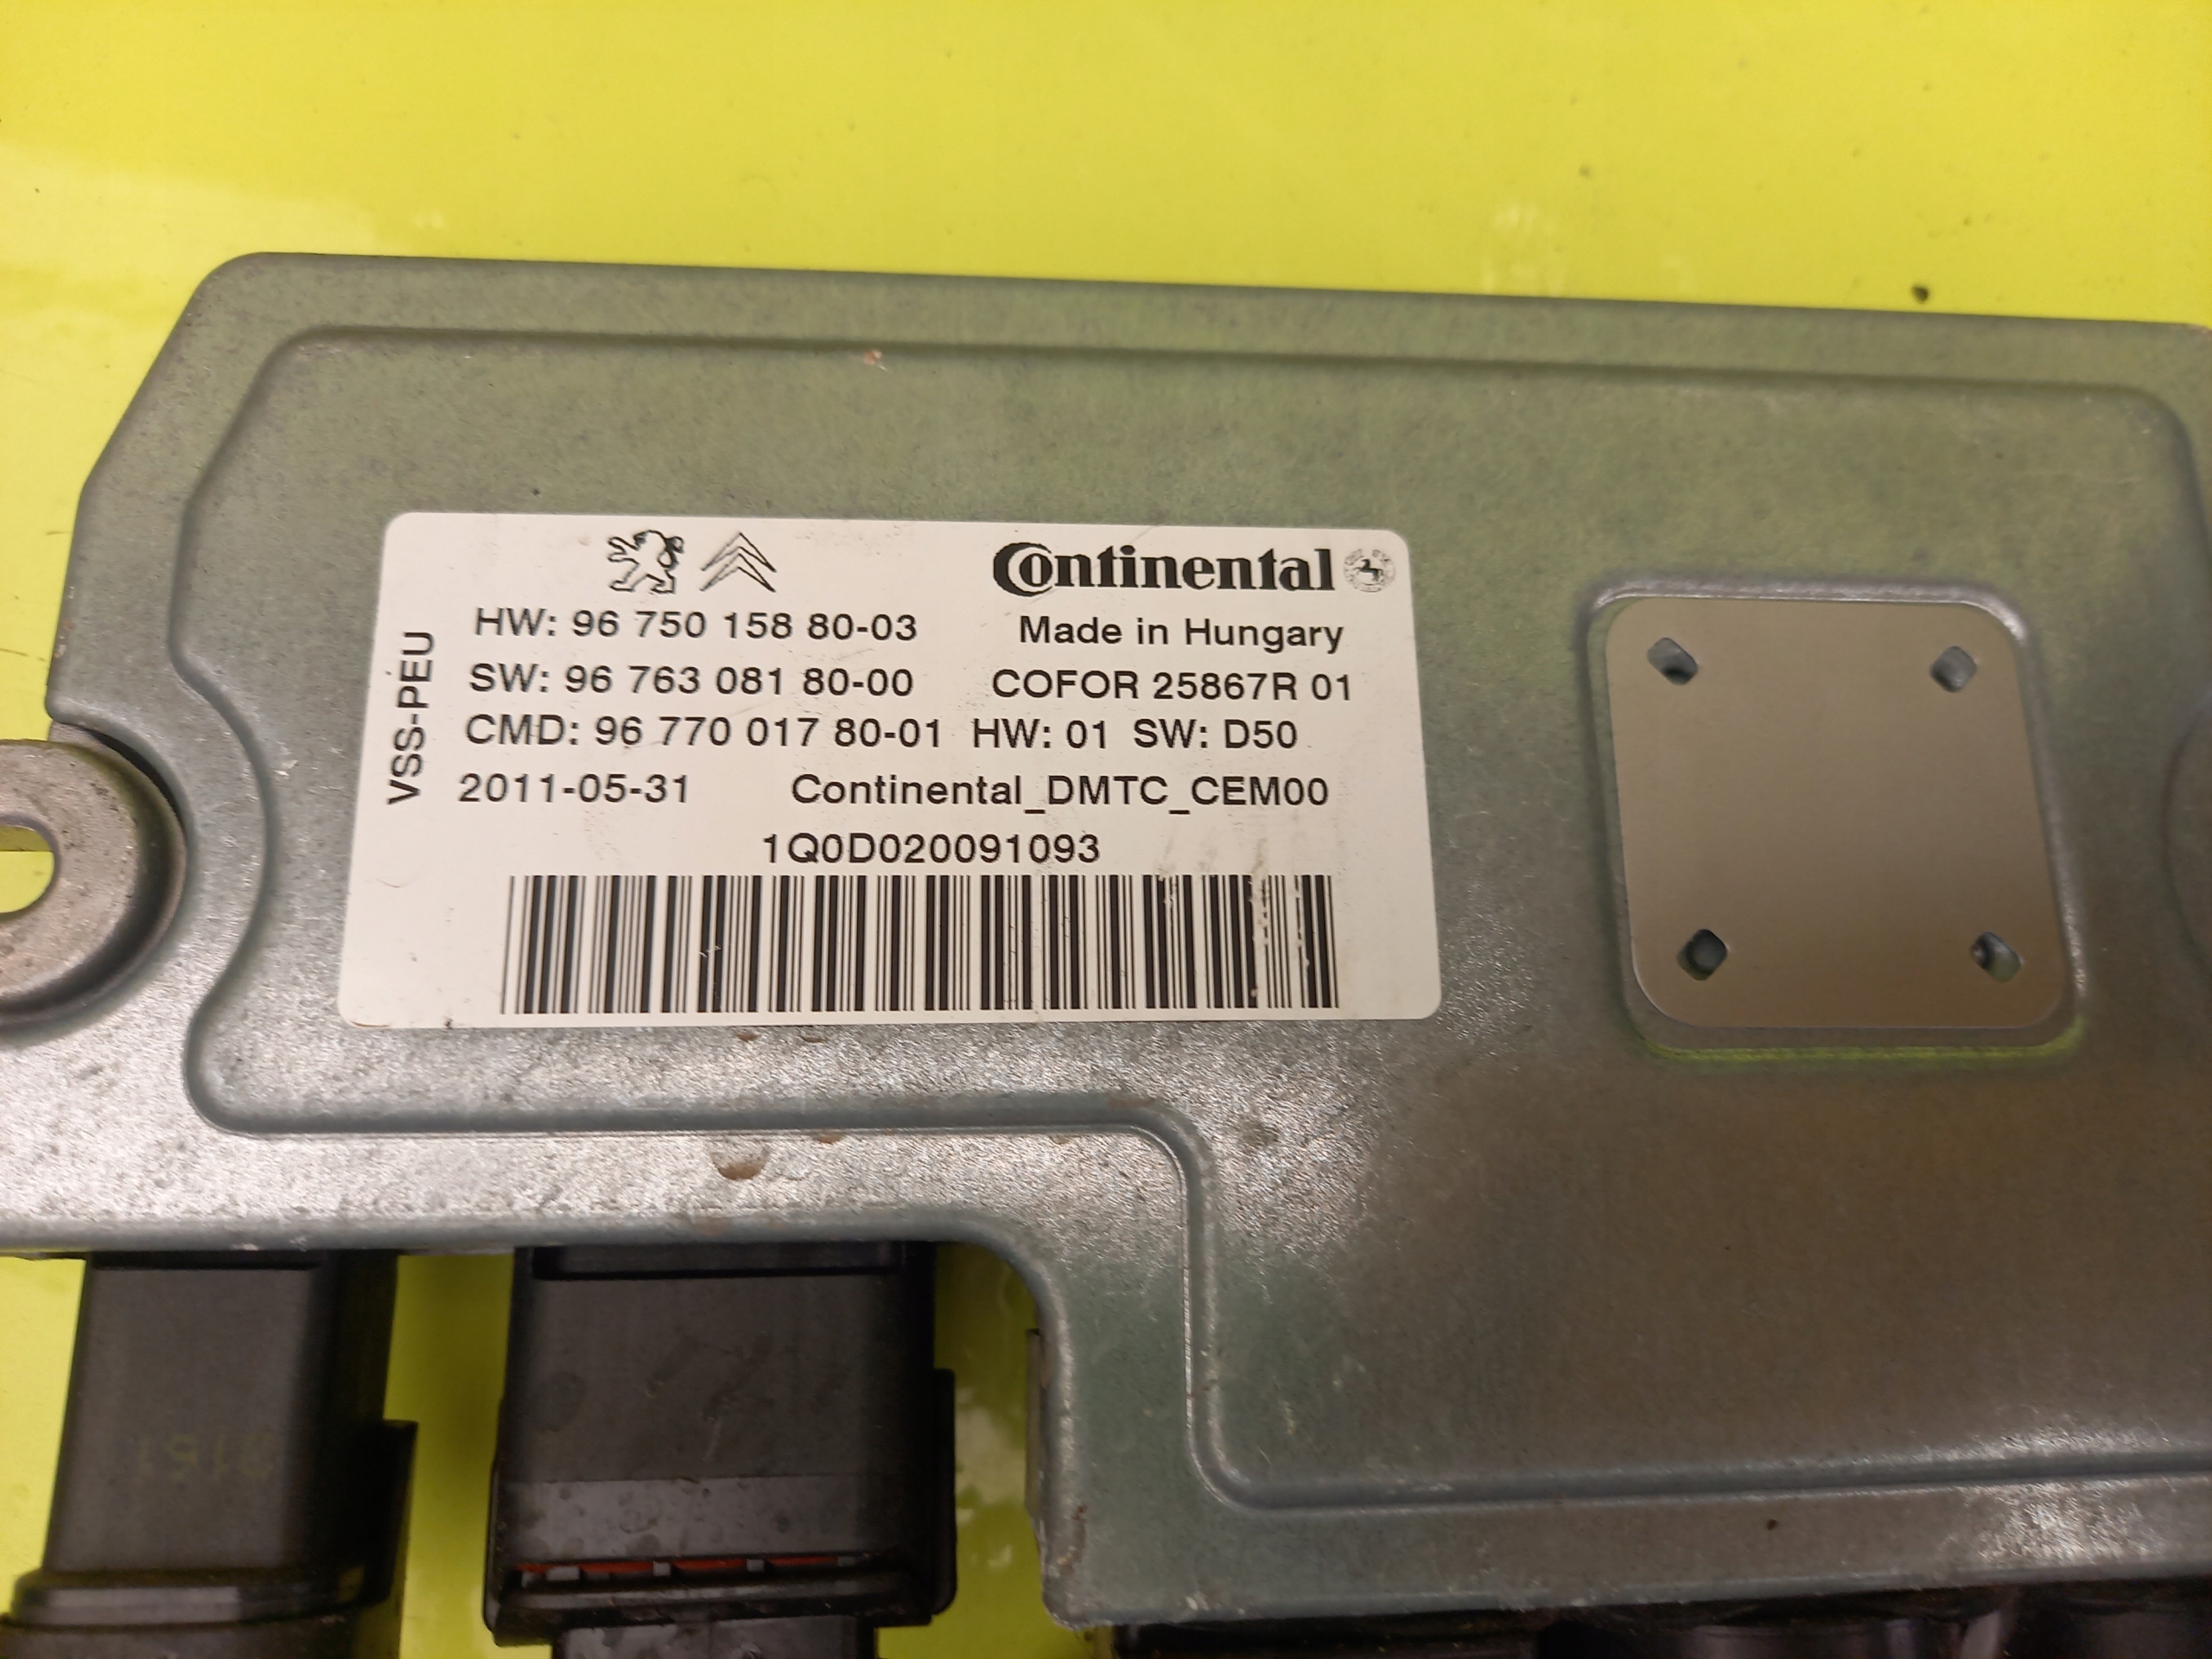 Continental
HW: 96 750 158 80-03 Made in Hungary
SW: 96 763 081 80-00 COFOR 25867R 01
CMD: 96 770 017 80-01 HW: 01 SW: D50
2011-05-31 Continental_DMTC_CEM00
1Q0D020091093
VSS-PEU